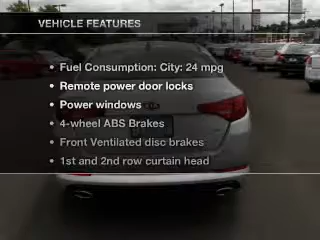 VEHICLE FEATURES
• Fuel Consumption: City: 24 mpg
• Remote power door locks
• Power windows
• 4-wheel ABS Brakes
• Front Ventilated disc brakes
• 1st and 2nd row curtain head